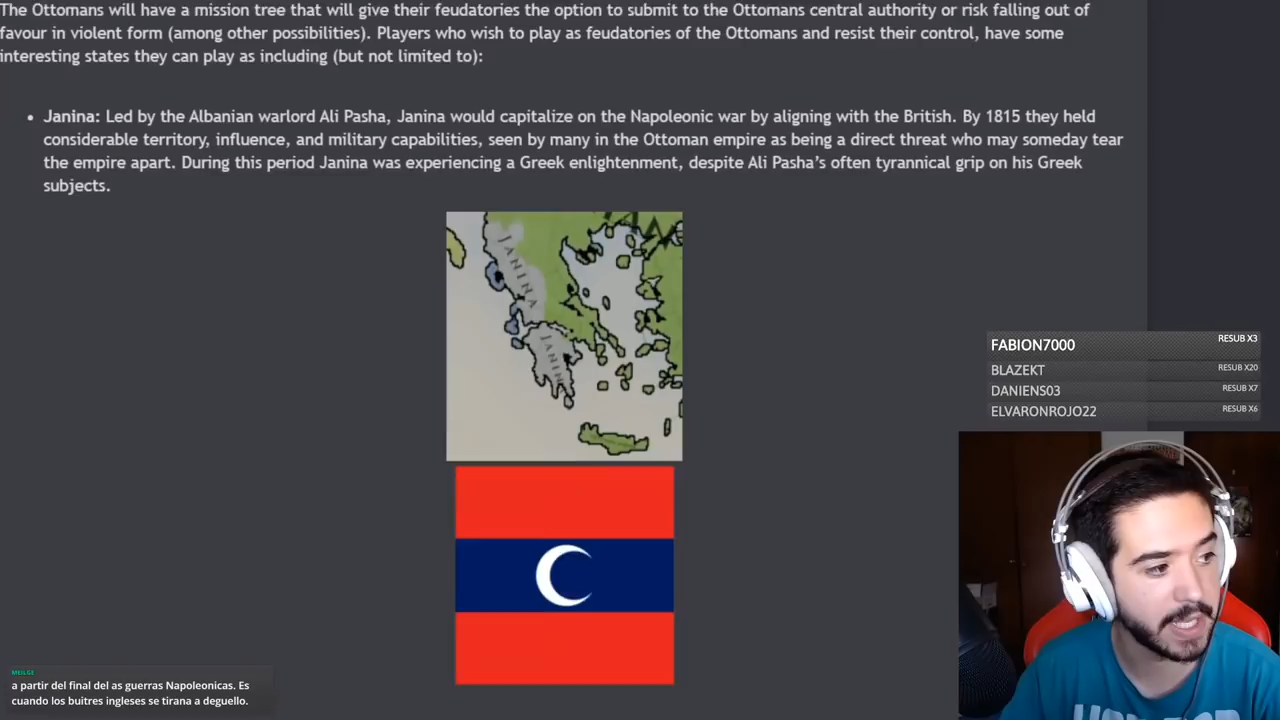 The Ottomans will have a mission tree that will give their feudatories the option to submit to the Ottomans central authority or risk falling out of
favour in violent form (among other possibilities). Players who wish to play as feudatories of the Ottomans and resist their control, have some
interesting states they can play as including (but not limited to):
• Janina: Led by the Albanian warlord Ali Pasha, Janina would capitalize on the Napoleonic war by aligning with the British. By 1815 they held
considerable territory, influence, and military capabilities, seen by many in the Ottoman empire as being a direct threat who may someday tear
the empire apart. During this period Janina was experiencing a Greek enlightenment, despite Ali Pasha's often tyrannical grip on his Greek
subjects.
JANINA
FABION7000 RESUB X3
BLAZEKT RESUB X20
DANIENS03 RESUB X7
ELVARONROJO22 RESUB X6
MEILGE
a partir del final del as guerras Napoleonicas. Es
cuando los buitres ingleses se tirana a deguello.